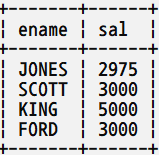 ename sal
JONES 2975
SCOTT 3000
KING 5000
FORD 3000